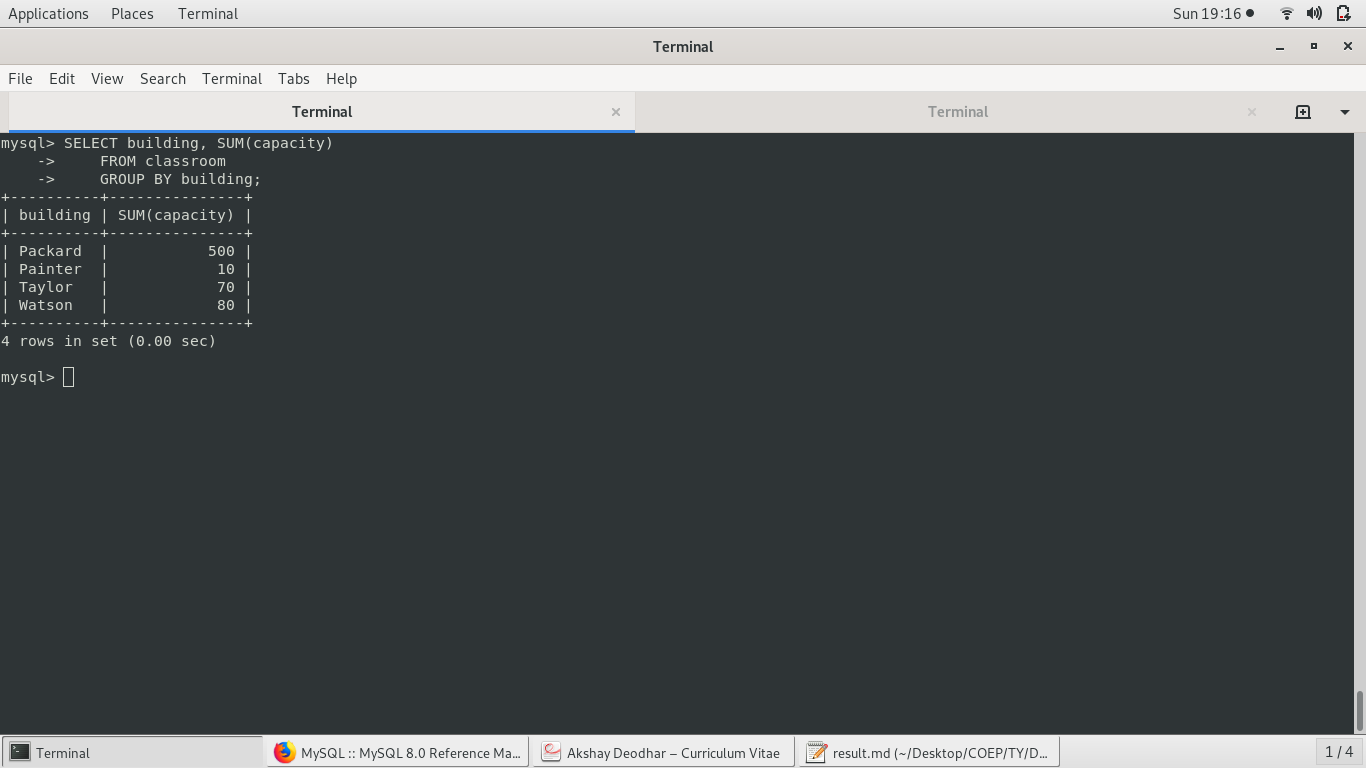 Applications Places Terminal Sun 19:16
Terminal
File Edit View Search Terminal Tabs Help
Terminal Terminal
mysql> SELECT building, SUM(capacity)
    ->     FROM classroom
    ->     GROUP BY building;
+----------+---------------+
| building | SUM(capacity) |
+----------+---------------+
| Packard  |           500 |
| Painter  |            10 |
| Taylor   |            70 |
| Watson   |            80 |
+----------+---------------+
4 rows in set (0.00 sec)
mysql>
Terminal MySQL :: MySQL 8.0 Reference Ma... Akshay Deodhar – Curriculum Vitae result.md (~/Desktop/COEP/TY/D... 1 / 4